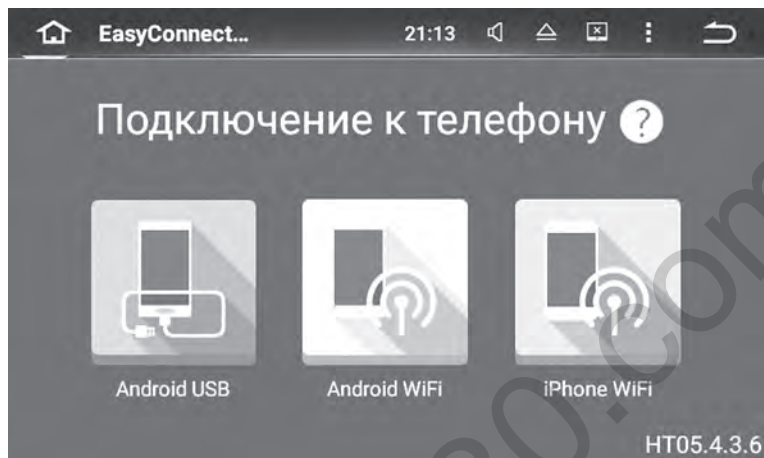 EasyConnect... 21:13
Подключение к телефону ?
Android USB Android WiFi iPhone WiFi
HT05.4.3.6